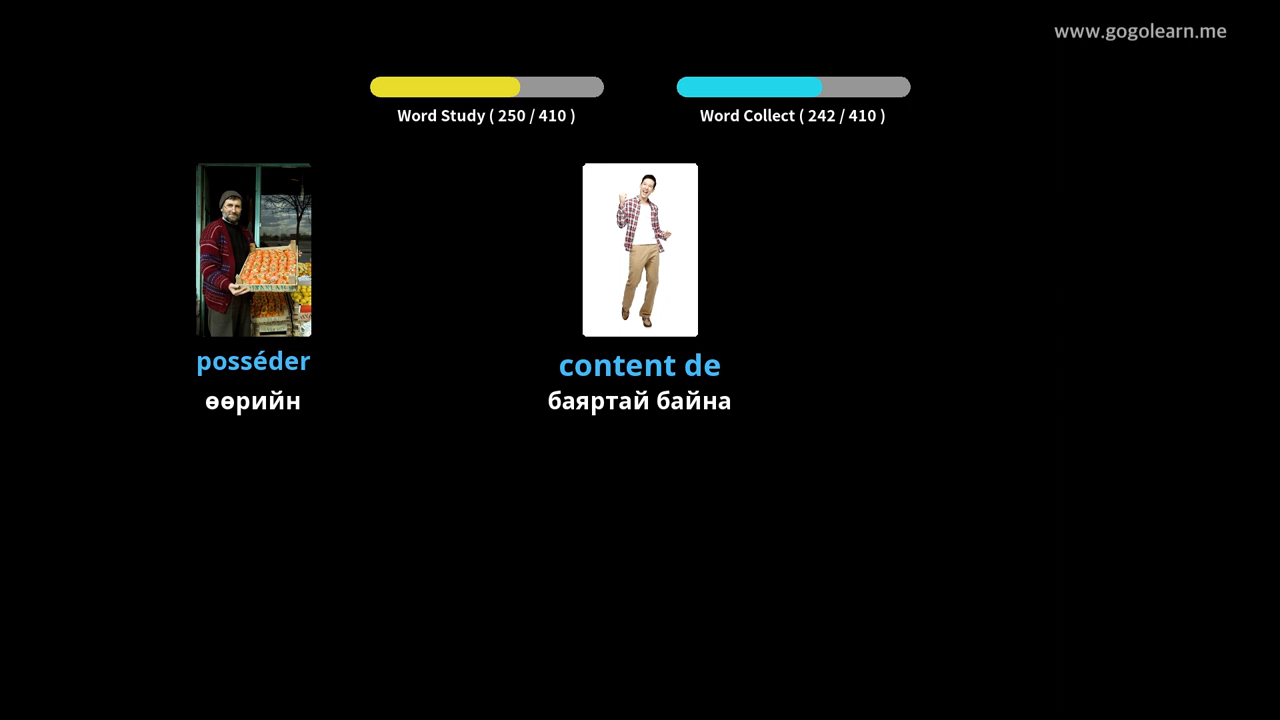 www.gogolearn.me
Word Study ( 250 / 410 )
Word Collect ( 242 / 410 )
posséder
өөрийн
content de
баяртай байна